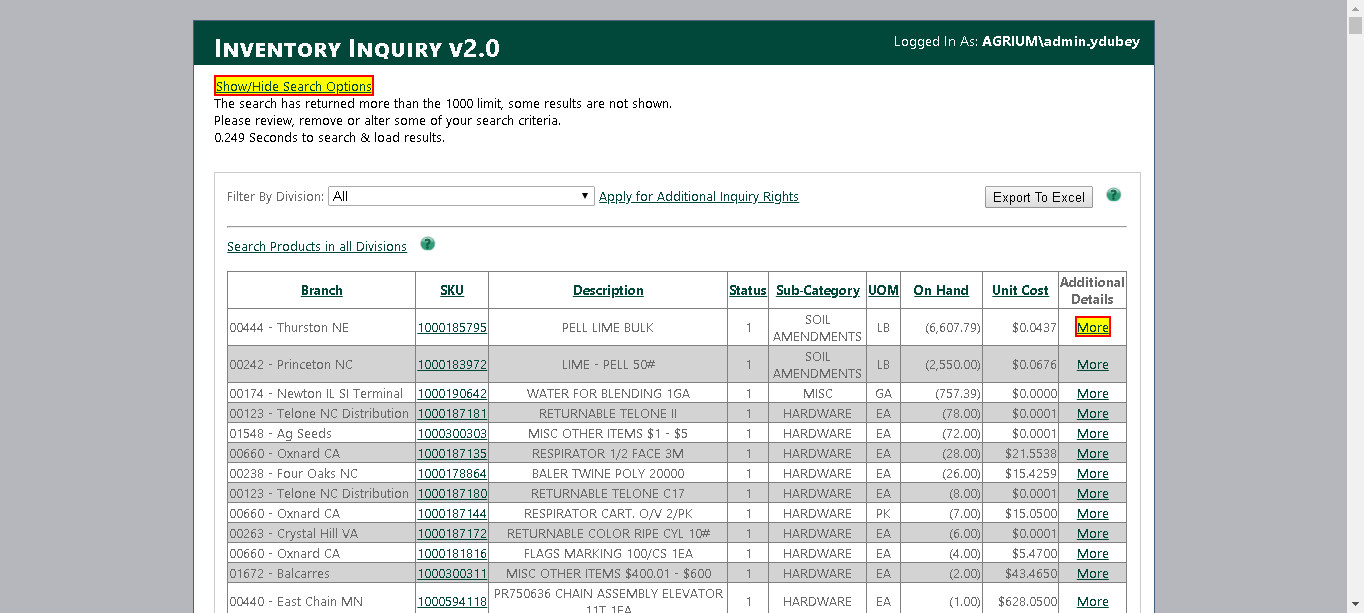 INVENTORY INQUIRY V2.0
Logged In As: AGRIUM\admin.ydubey
Show/Hide Search Options
The search has returned more than the 1000 limit, some results are not shown.
Please review, remove or alter some of your search criteria.
0.249 Seconds to search & load results.
Filter By Division: All Apply for Additional Inquiry Rights Export To Excel ?
Search Products in all Divisions ?
Branch SKU Description Status Sub-Category UOM On Hand Unit Cost Additional Details
00444 - Thurston NE 1000185795 PELL LIME BULK 1 SOIL AMENDMENTS LB (6,607.79) $0.0437 More
00242 - Princeton NC 1000183972 LIME - PELL 50# 1 SOIL AMENDMENTS LB (2,550.00) $0.0676 More
00174 - Newton IL SI Terminal 1000190642 WATER FOR BLENDING 1GA 1 MISC GA (757.39) $0.0000 More
00123 - Telone NC Distribution 1000187181 RETURNABLE TELONE II 1 HARDWARE EA (78.00) $0.0001 More
01548 - Ag Seeds 1000300303 MISC OTHER ITEMS $1 - $5 1 HARDWARE EA (72.00) $0.0001 More
00660 - Oxnard CA 1000187135 RESPIRATOR 1/2 FACE 3M 1 HARDWARE EA (28.00) $21.5538 More
00238 - Four Oaks NC 1000178864 BALER TWINE POLY 20000 1 HARDWARE EA (26.00) $15.4259 More
00123 - Telone NC Distribution 1000187180 RETURNABLE TELONE C17 1 HARDWARE EA (8.00) $0.0001 More
00660 - Oxnard CA 1000187144 RESPIRATOR CART. O/V 2/PK 1 HARDWARE PK (7.00) $15.0500 More
00263 - Crystal Hill VA 1000187172 RETURNABLE COLOR RIPE CYL 10# 1 HARDWARE EA (6.00) $0.0001 More
00660 - Oxnard CA 1000181816 FLAGS MARKING 100/CS 1EA 1 HARDWARE EA (4.00) $5.4700 More
01672 - Balcarres 1000300311 MISC OTHER ITEMS $400.01 - $600 1 HARDWARE EA (2.00) $43.4650 More
00440 - East Chain MN 1000594118 PR750636 CHAIN ASSEMBLY ELEVATOR 11T 1EA 1 HARDWARE EA (1.00) $628.0500 More